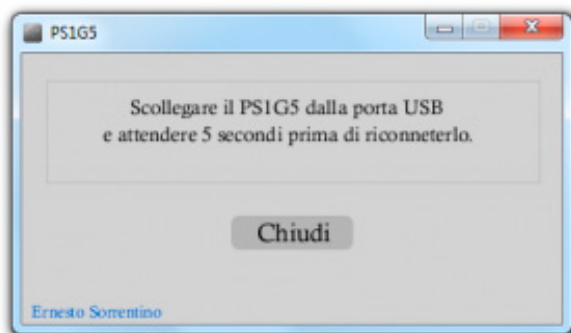 PS1G5
Scollegare il PS1G5 dalla porta USB
e attendere 5 secondi prima di riconneterlo.
Chiudi
Ernesto Sorrentino